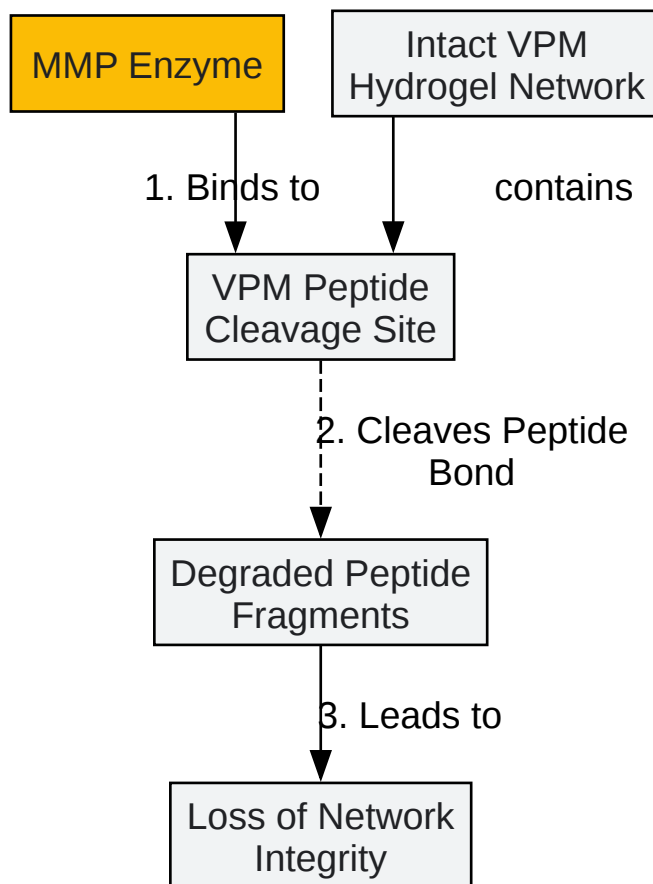 MMP Enzyme
Intact VPM
Hydrogel Network
1. Binds to
contains
VPM Peptide
Cleavage Site
2. Cleaves Peptide
Bond
Degraded Peptide
Fragments
3. Leads to
Loss of Network
Integrity